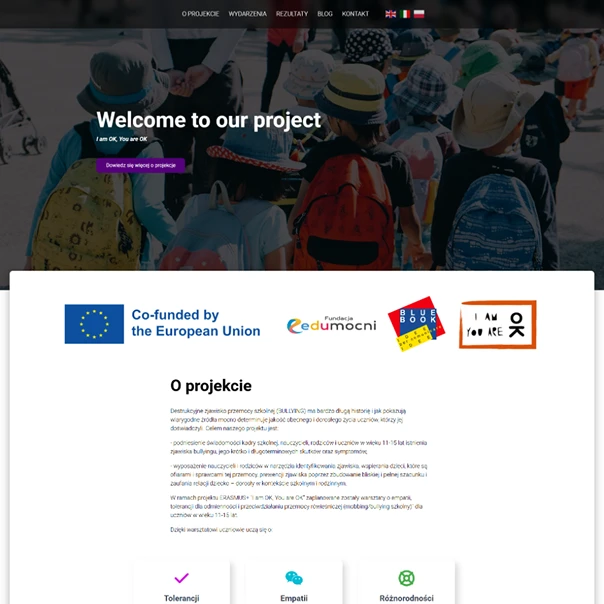 O PROJEKCIE WYDARZENIA REZULTATY BLOG KONTAKT
Welcome to our project
I am OK, You are OK
Dowiedz się więcej o projekcje
Co-funded by
the European Union
Fundacja
edumocni
BLUE
BOOK
I AM
YOU ARE
OK
O projekcie
Destrukcyjne zjawisko przemocy szkolnej (BULLYIING) ma bardzo długą historię i jak pokazują
wiarygodne źródła mocno determinuje jakość obecnego i dorosłego życia uczniów, którzy jej
doświadczyli. Celem naszego projektu jest:
- podniesienie świadomości kadry szkolnej, nauczycieli, rodziców i uczniów w wieku 11-15 lat istnienia
zjawiska bullyingu, jego krótko i długoterminowych skutków oraz symptomów;
- wyposażenie nauczycieli i rodziców w narzędzia identyfikowania zjawiska, wspierania dzieci, które są
ofiarami i sprawcami tej przemocy, prewencji zjawiska poprzez zbudowanie bliskiej i pełnej szacunku i
zaufania relacji dziecko – dorosły w kontekście szkolnym i rodzinnym.
W ramach projektu ERASMUS+ "I am OK, You are OK" zaplanowane zostały warsztaty o empatii,
tolerancji dla odmienności i przeciwdziałaniu przemocy rówieśniczej (mobbing/bullying szkolny)" dla
uczniów w wieku 11-15 lat.
Dzięki warsztatowi uczniowie uczą się o:
Tolerancji Empatii Różnorodności